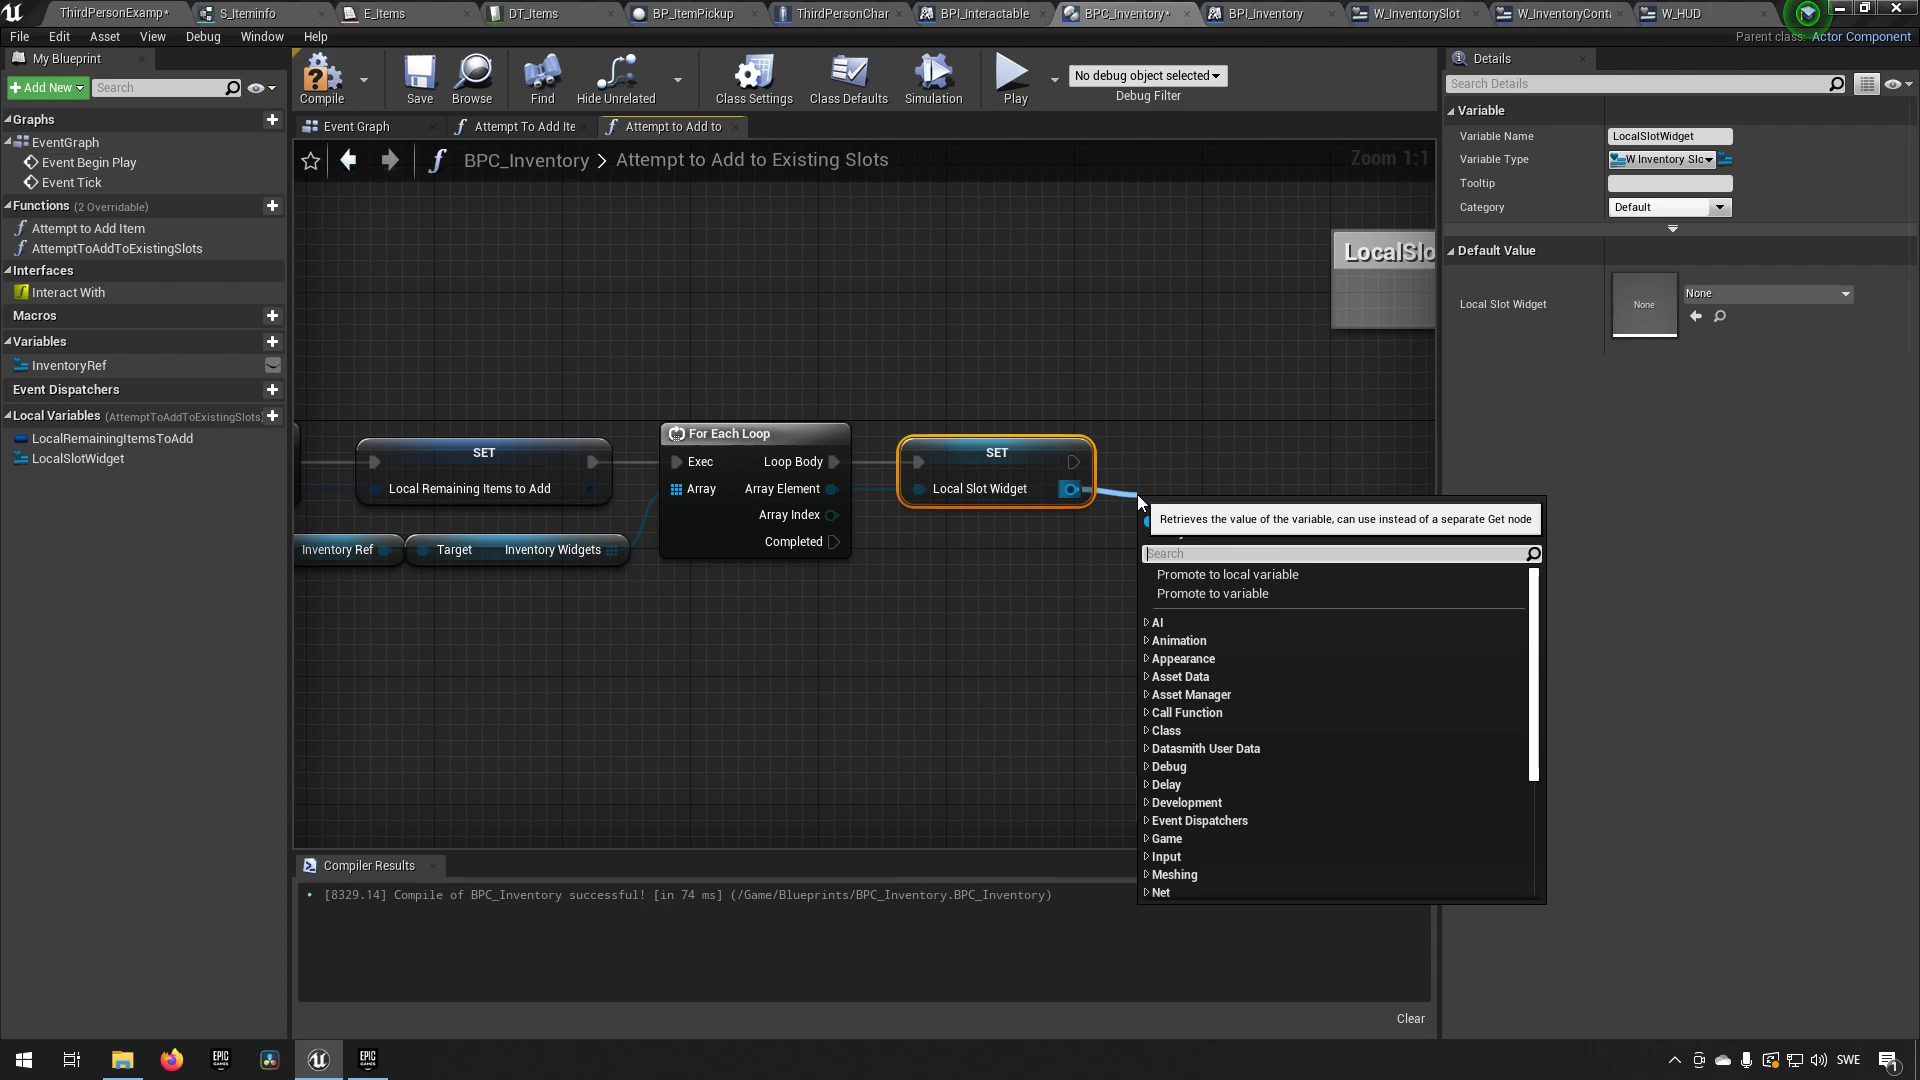 ThirdPersonExamp*
S_Iteminfo
E_Items
DT_Items
BP_ItemPickup
ThirdPersonChar
BPI_Interactable
BPC_Inventory*
BPI_Inventory
W_InventorySlot
W_InventoryConta
W_HUD
File Edit Asset View Debug Window Help
Parent class: Actor Component
My Blueprint
Add New
Search
Compile
Save
Browse
Find
Hide Unrelated
Class Settings
Class Defaults
Simulation
Play
No debug object selected
Debug Filter
Event Graph
Attempt To Add Ite
Attempt to Add to
BPC_Inventory > Attempt to Add to Existing Slots
Zoom 1:1
Graphs
EventGraph
Event Begin Play
Event Tick
Functions (2 Overridable)
Attempt to Add Item
AttemptToAddToExistingSlots
Interfaces
Interact With
Macros
Variables
InventoryRef
Event Dispatchers
Local Variables (AttemptToAddToExistingSlots)
LocalRemainingItemsToAdd
LocalSlotWidget
LocalSlo
SET
Local Remaining Items to Add
Inventory Ref
Target Inventory Widgets
For Each Loop
Exec Loop Body
Array Array Element
Array Index
Completed
SET
Local Slot Widget
Retrieves the value of the variable, can use instead of a separate Get node
Search
Promote to local variable
Promote to variable
AI
Animation
Appearance
Asset Data
Asset Manager
Call Function
Class
Datasmith User Data
Debug
Delay
Development
Event Dispatchers
Game
Input
Meshing
Net
Compiler Results
[8329.14] Compile of BPC_Inventory successful! [in 74 ms] (/Game/Blueprints/BPC_Inventory.BPC_Inventory)
Clear
Details
Search Details
Variable
Variable Name LocalSlotWidget
Variable Type W Inventory Slo
Tooltip
Category Default
Default Value
Local Slot Widget None None
EPIC GAMES
EPIC GAMES
SWE
1